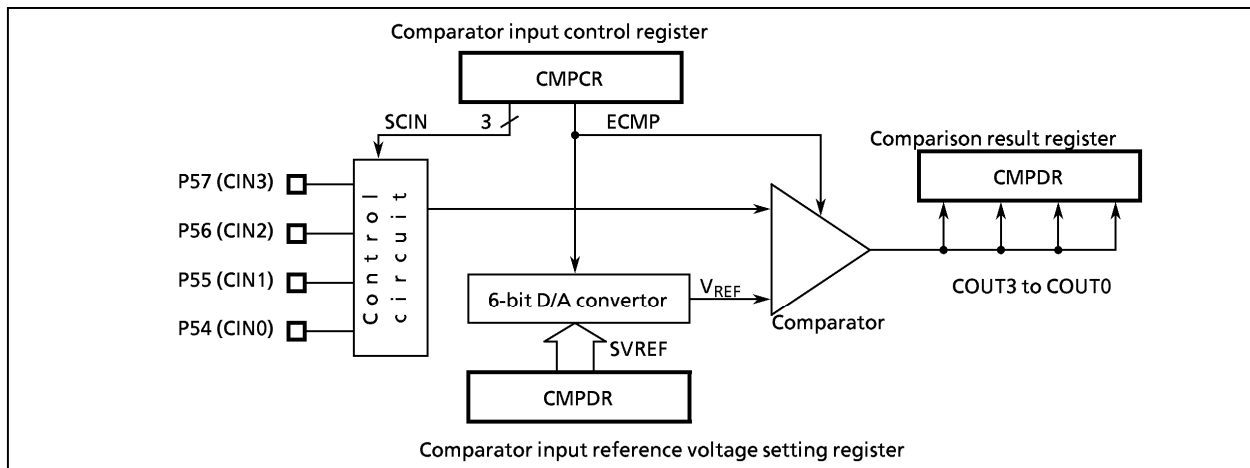 Comparator input control register
CMPCR
SCIN
3
ECMP
Comparison result register
CMPDR
P57 (CIN3)
P56 (CIN2)
P55 (CIN1)
P54 (CIN0)
Control
circuit
6-bit D/A convertor
VREF
Comparator
COUT3 to COUT0
SVREF
CMPDR
Comparator input reference voltage setting register